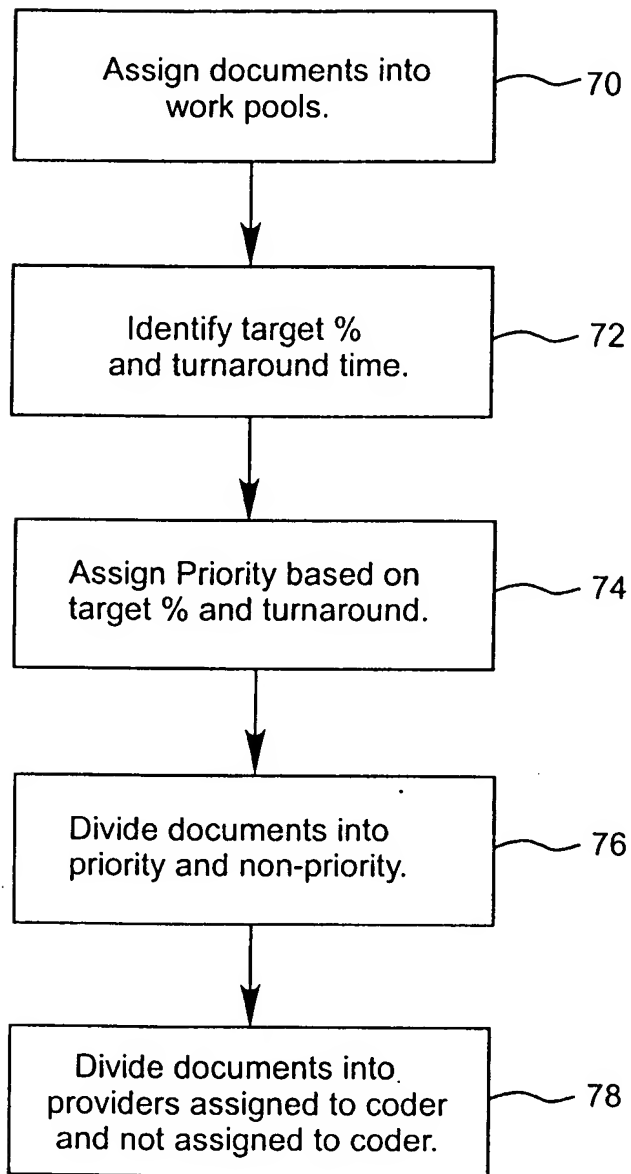 Assign documents into
work pools.
70
Identify target %
and turnaround time.
72
Assign Priority based on
target % and turnaround.
74
Divide documents into
priority and non-priority.
76
Divide documents into
providers assigned to coder
and not assigned to coder.
78